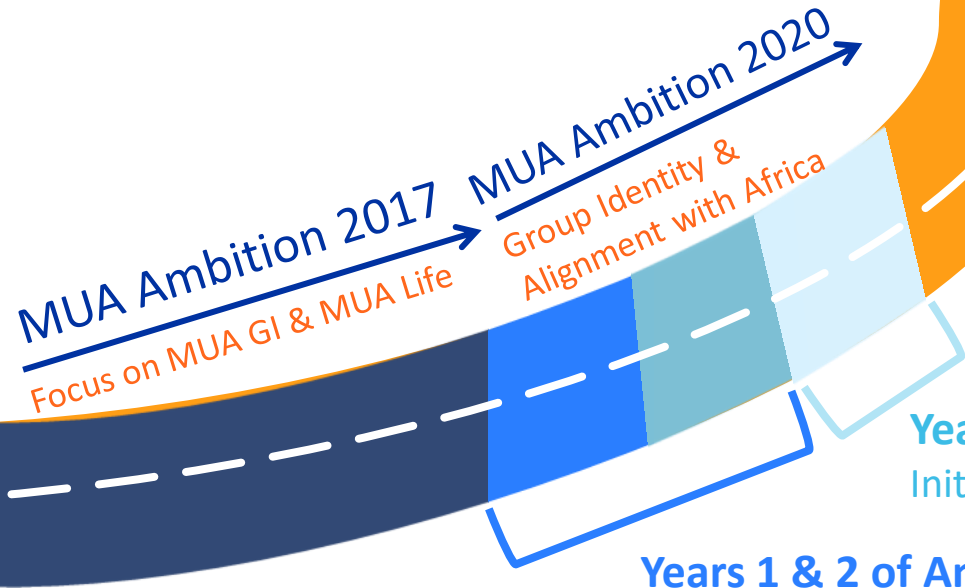 MUA Ambition 2017
Focus on MUA GI & MUA Life
MUA Ambition 2020
Group Identity &
Alignment with Africa
Years 1 & 2 of